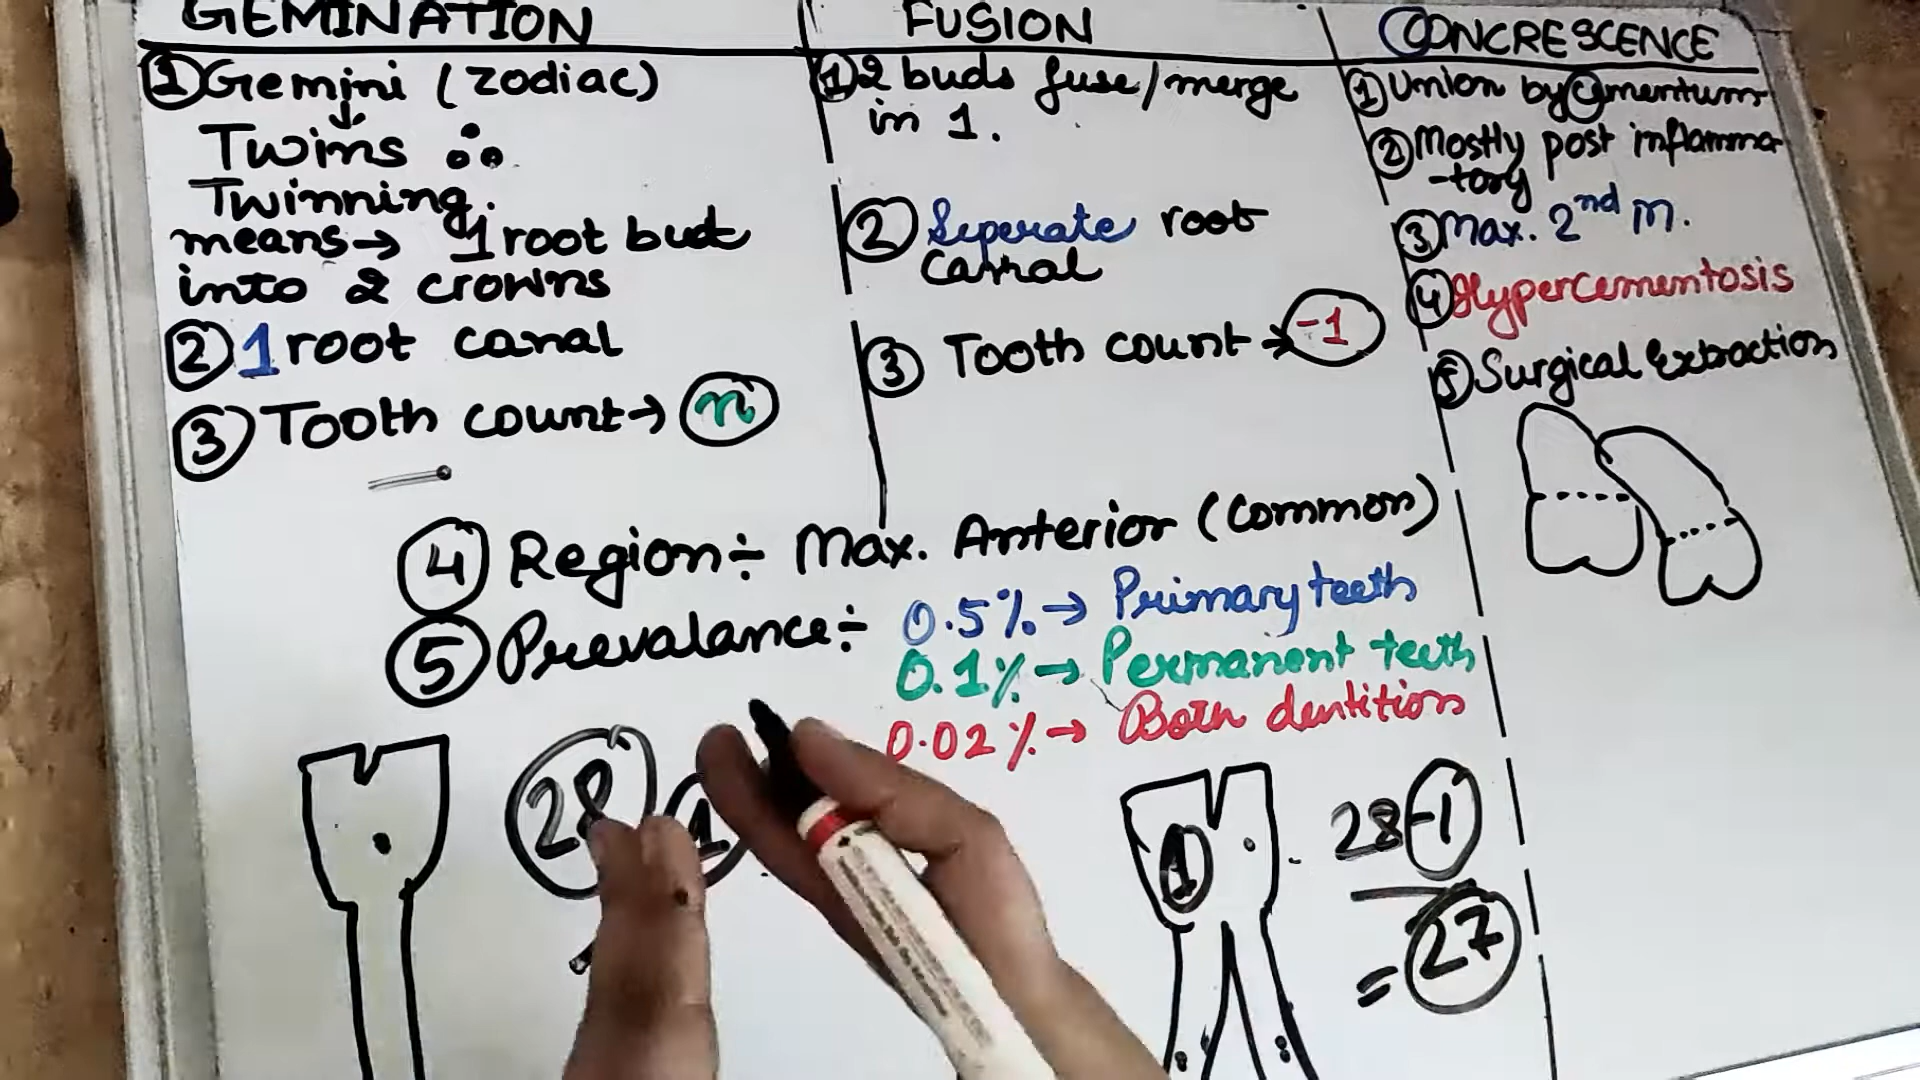 GEMINATION
① Gemini (zodiac)
Twins ∴
Twinning.
means→ 1 root bud
into 2 crowns
② 1 root canal
③ Tooth count→ n
FUSION
① 2 buds fuse/merge
in 1.
② Seperate root
canal
③ Tooth count → -1
CONCRESCENCE
① Union by Cementum
② Mostly post inflamma
-tory
③ Max. 2nd M.
④ Hypercementosis
⑤ Surgical Extraction
④ Region÷ Max. Anterior (Common)
⑤ Prevalance÷ 0.5% → Primary teeth
0.1% → Permanent teeth
0.02% → Both dentition
28 1
1
28-1
= 27